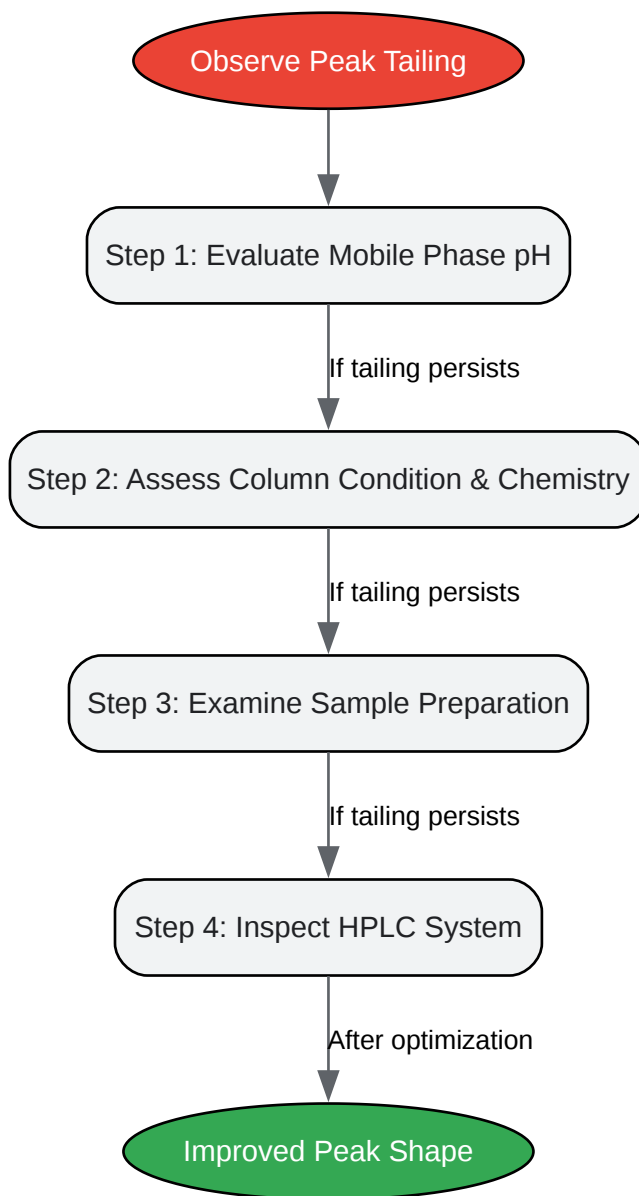 Observe Peak Tailing
Step 1: Evaluate Mobile Phase pH
If tailing persists
Step 2: Assess Column Condition & Chemistry
If tailing persists
Step 3: Examine Sample Preparation
If tailing persists
Step 4: Inspect HPLC System
After optimization
Improved Peak Shape